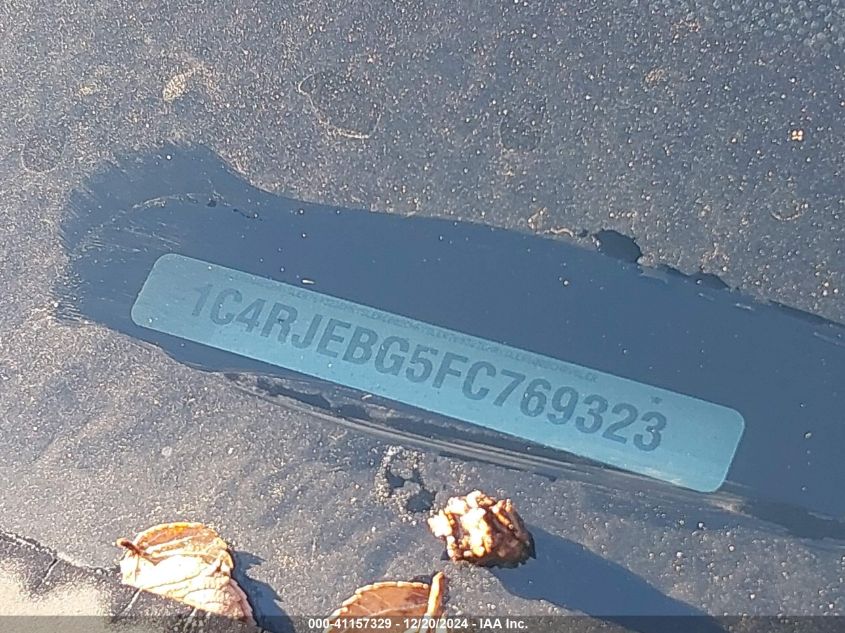 1C4RJEBG5FC769323
000-41157329 / 12/20/2024 - IAA Inc.